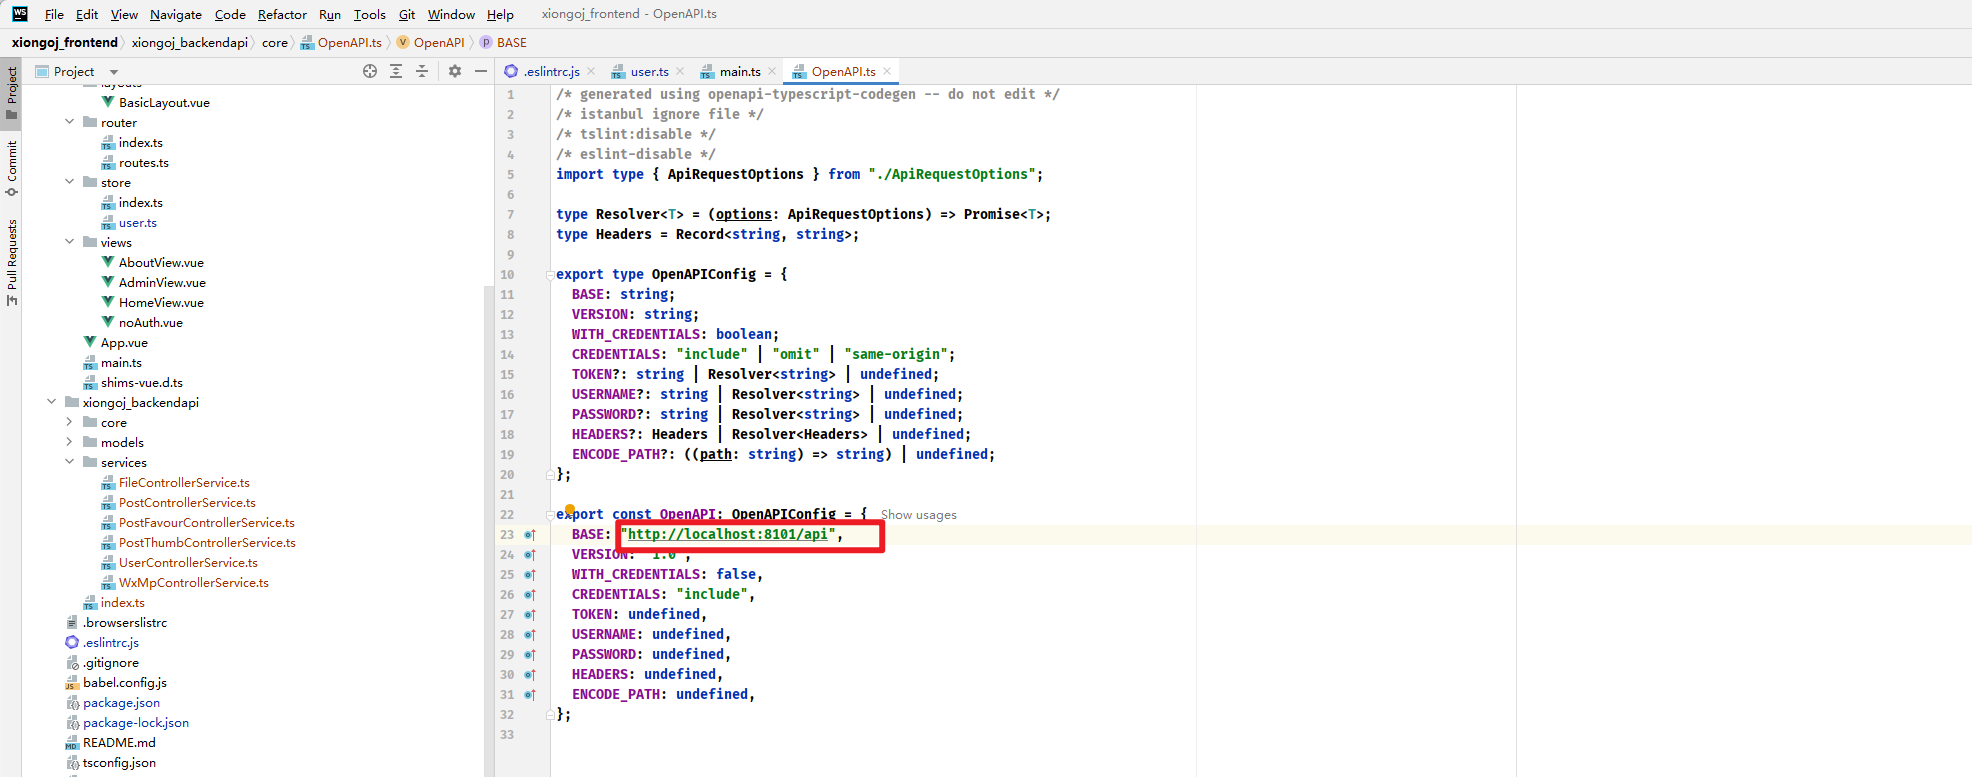 WS File Edit View Navigate Code Refactor Run Tools Git Window Help xiongoj_frontend - OpenAPI.ts
xiongoj_frontend xiongoj_backendapi core OpenAPI.ts OpenAPI BASE
Project
Commit
Pull Requests
Project
layouts
BasicLayout.vue
router
index.ts
routes.ts
store
index.ts
user.ts
views
AboutView.vue
AdminView.vue
HomeView.vue
noAuth.vue
App.vue
main.ts
shims-vue.d.ts
xiongoj_backendapi
core
models
services
FileControllerService.ts
PostControllerService.ts
PostFavourControllerService.ts
PostThumbControllerService.ts
UserControllerService.ts
WxMpControllerService.ts
index.ts
.browserslistrc
.eslintrc.js
.gitignore
babel.config.js
package.json
package-lock.json
README.md
tsconfig.json
.eslintrc.js user.ts main.ts OpenAPI.ts
1 /* generated using openapi-typescript-codegen -- do not edit */
2 /* istanbul ignore file */
3 /* tslint:disable */
4 /* eslint-disable */
5 import type { ApiRequestOptions } from "./ApiRequestOptions";
6
7 type Resolver<T> = (options: ApiRequestOptions) => Promise<T>;
8 type Headers = Record<string, string>;
9
10 export type OpenAPIConfig = {
11 BASE: string;
12 VERSION: string;
13 WITH_CREDENTIALS: boolean;
14 CREDENTIALS: "include" | "omit" | "same-origin";
15 TOKEN?: string | Resolver<string> | undefined;
16 USERNAME?: string | Resolver<string> | undefined;
17 PASSWORD?: string | Resolver<string> | undefined;
18 HEADERS?: Headers | Resolver<Headers> | undefined;
19 ENCODE_PATH?: ((path: string) => string) | undefined;
20 };
21
22 export const OpenAPI: OpenAPIConfig = { Show usages
23 BASE: "http://localhost:8101/api",
24 VERSION: "1.0",
25 WITH_CREDENTIALS: false,
26 CREDENTIALS: "include",
27 TOKEN: undefined,
28 USERNAME: undefined,
29 PASSWORD: undefined,
30 HEADERS: undefined,
31 ENCODE_PATH: undefined,
32 };
33